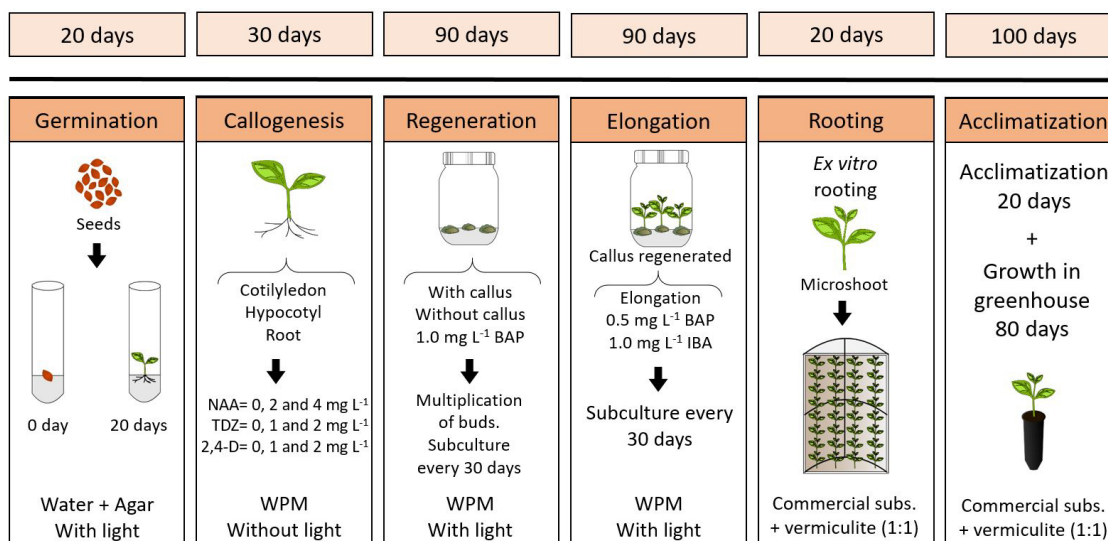 20 days
30 days
90 days
90 days
20 days
100 days
Germination
Seeds
0 day
20 days
Water + Agar
With light
Callogenesis
Cotilyledon
Hypocotyl
Root
NAA= 0, 2 and 4 mg L⁻¹
TDZ= 0, 1 and 2 mg L⁻¹
2,4-D= 0, 1 and 2 mg L⁻¹
WPM
Without light
Regeneration
With callus
Without callus
1.0 mg L⁻¹ BAP
Multiplication
of buds.
Subculture
every 30 days
WPM
With light
Elongation
Callus regenerated
Elongation
0.5 mg L⁻¹ BAP
1.0 mg L⁻¹ IBA
Subculture every
30 days
WPM
With light
Rooting
Ex vitro
rooting
Microshoot
Commercial subs.
+ vermiculite (1:1)
Acclimatization
Acclimatization
20 days
+
Growth in
greenhouse
80 days
Commercial subs.
+ vermiculite (1:1)